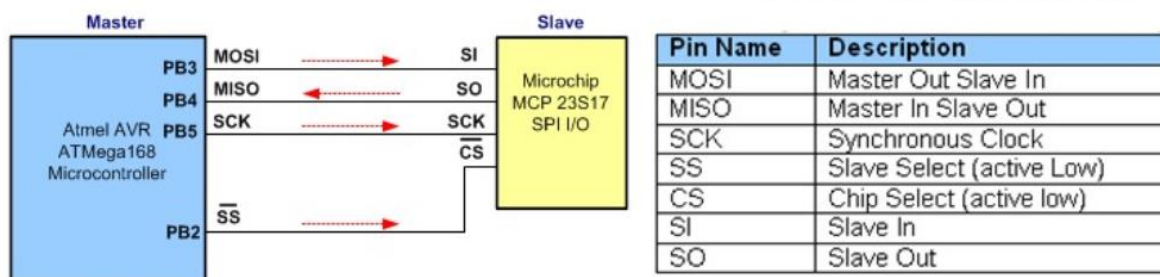 Master
Slave
PB3 MOSI SI
PB4 MISO SO
PB5 SCK SCK
CS
PB2 SS
Atmel AVR
ATMega168
Microcontroller
Microchip
MCP 23S17
SPI I/O
Pin Name Description
MOSI Master Out Slave In
MISO Master In Slave Out
SCK Synchronous Clock
SS Slave Select (active Low)
CS Chip Select (active low)
SI Slave In
SO Slave Out